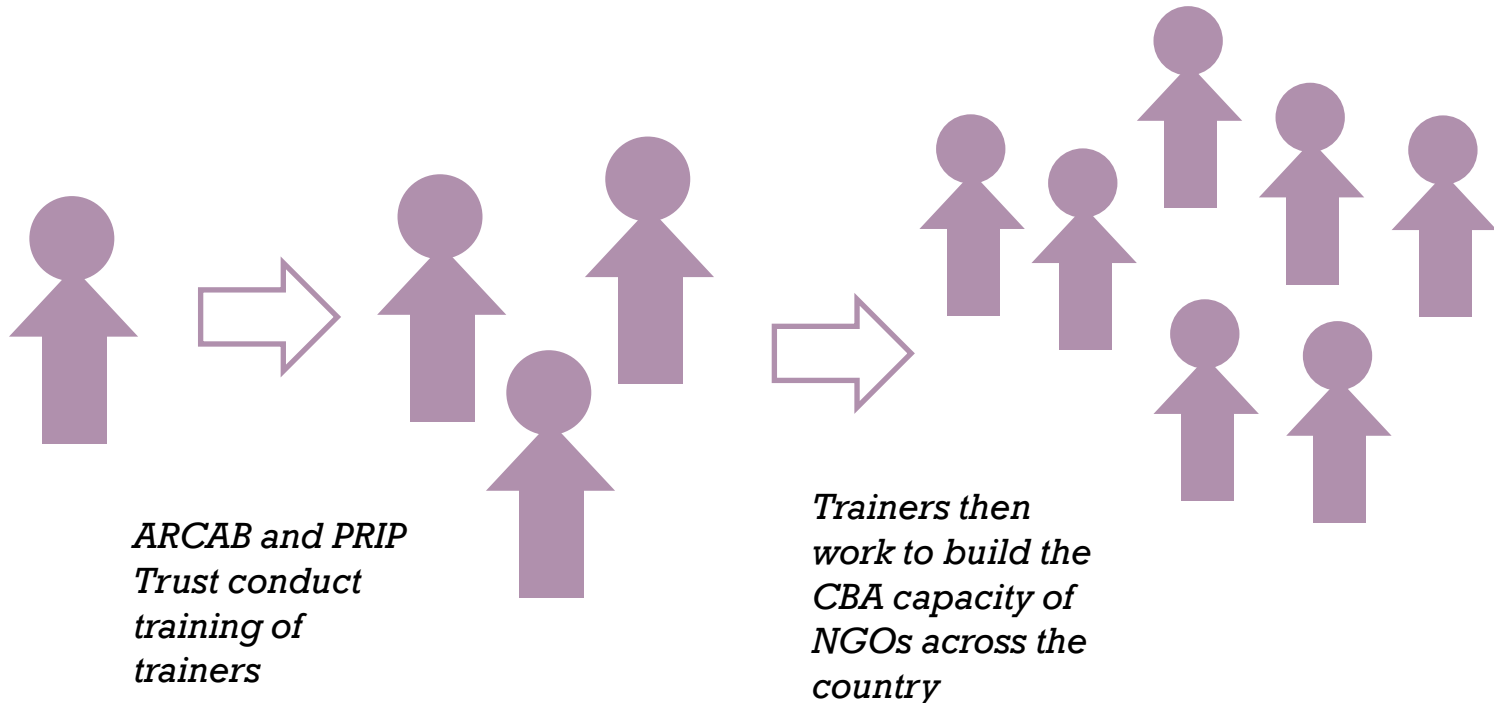 ARCAB and PRIP
Trust conduct
training of
trainers
Trainers then
work to build the
CBA capacity of
NGOs across the
country